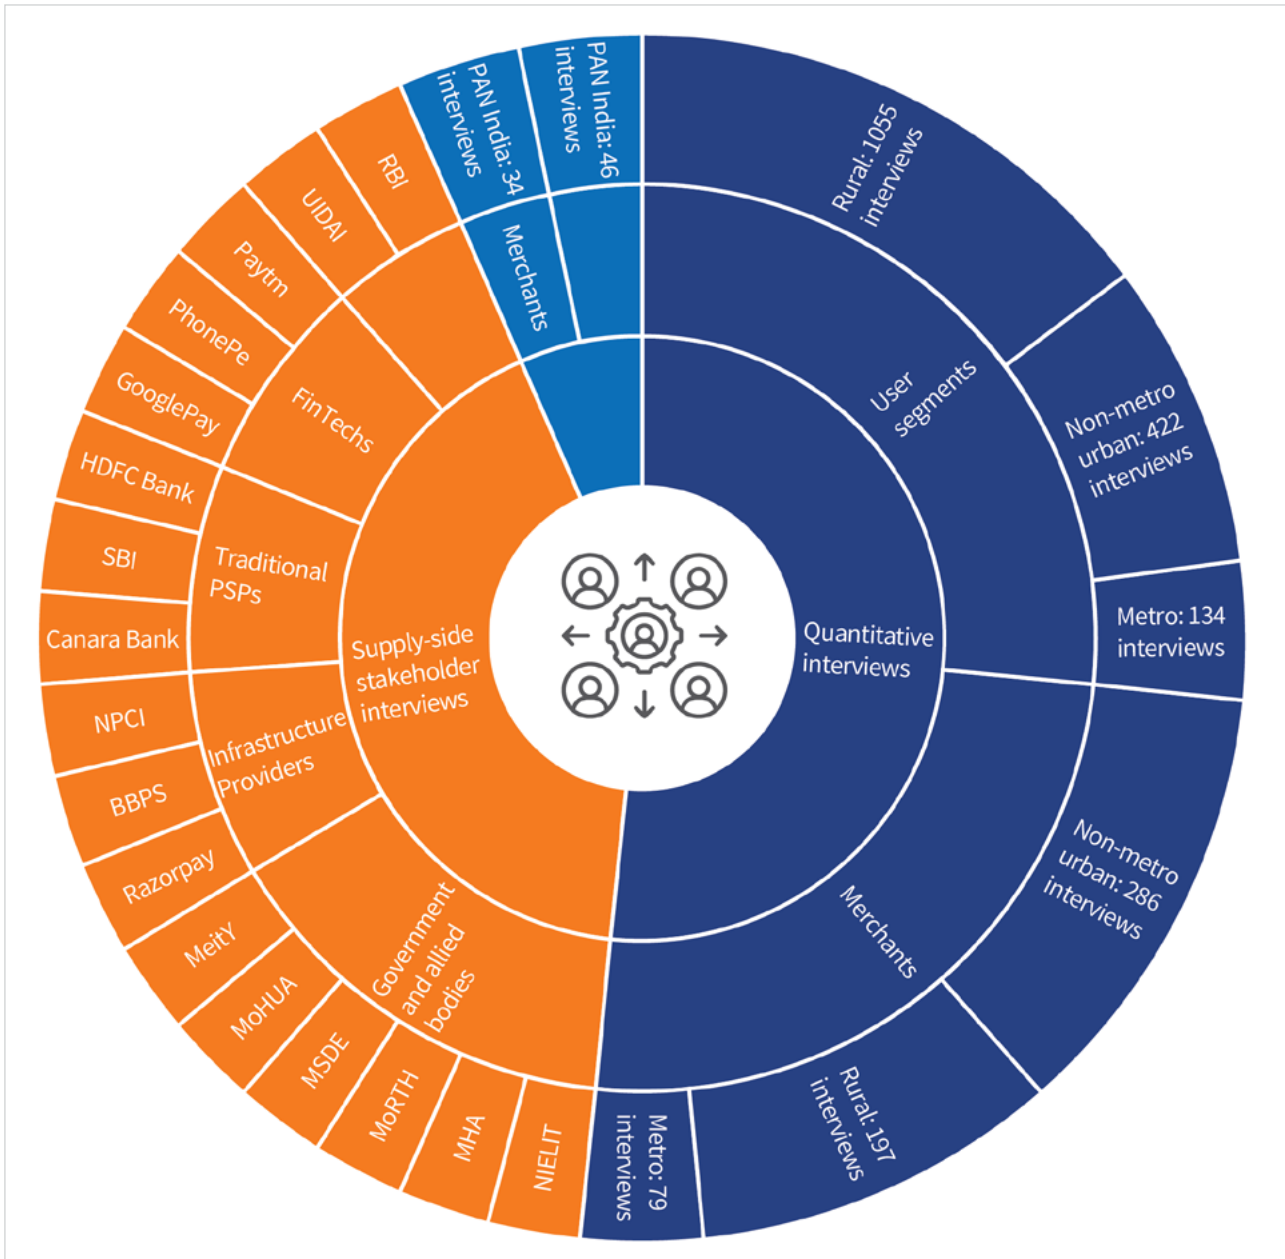 Quantitative
interviews
User
segments
Rural: 1055
interviews
Non-metro
urban: 422
interviews
Metro: 134
interviews
Merchants
Non-metro
urban: 286
interviews
Rural: 197
interviews
Metro: 79
interviews
Supply-side
stakeholder
interviews
Government
and allied
bodies
NIELIT
MHA
MoRTH
MSDE
MoHUA
MeitY
Infrastructure
Providers
Razorpay
BBPS
NPCI
Traditional
PSPs
Canara Bank
SBI
HDFC Bank
FinTechs
GooglePay
PhonePe
Paytm
UIDAI
RBI
Merchants
PAN India: 34
interviews
PAN India: 46
interviews